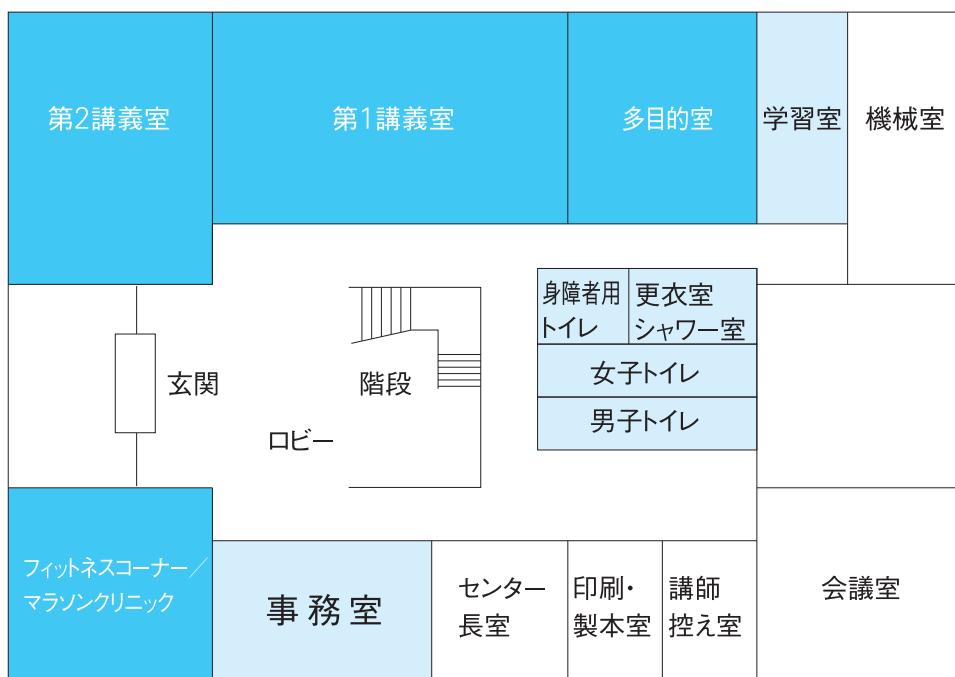 第2講義室
第1講義室
多目的室
学習室
機械室
身障者用
トイレ
更衣室
シャワー室
女子トイレ
男子トイレ
玄関
階段
ロビー
フィットネスコーナー／
マラソンクリニック
事務室
センター
長室
印刷・
製本室
講師
控え室
会議室